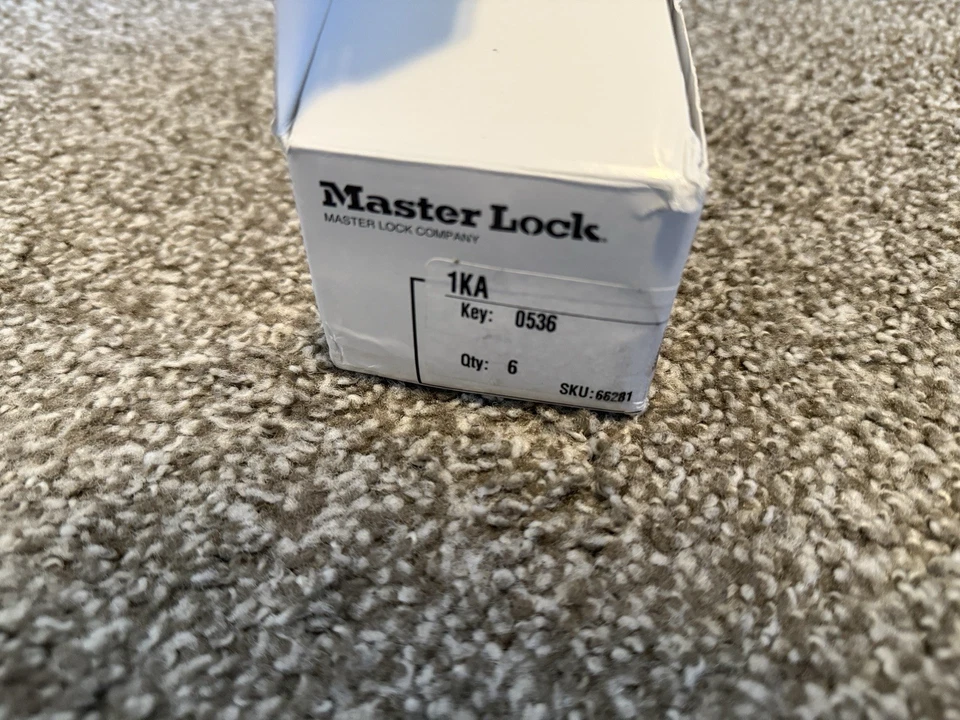 Master Lock
MASTER LOCK COMPANY
1KA
Key: 0536
Qty: 6
SKU:66281